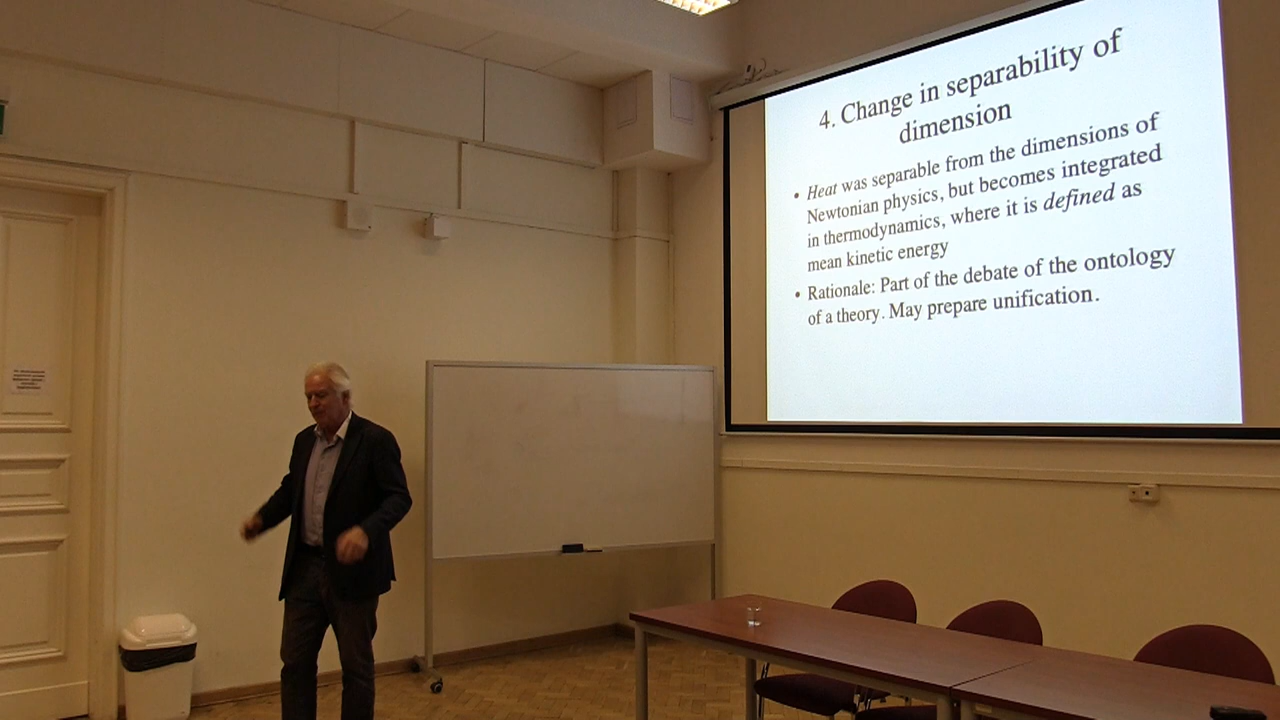 4. Change in separability of
dimension
• Heat was separable from the dimensions of
Newtonian physics, but becomes integrated
in thermodynamics, where it is defined as
mean kinetic energy
• Rationale: Part of the debate of the ontology
of a theory. May prepare unification.